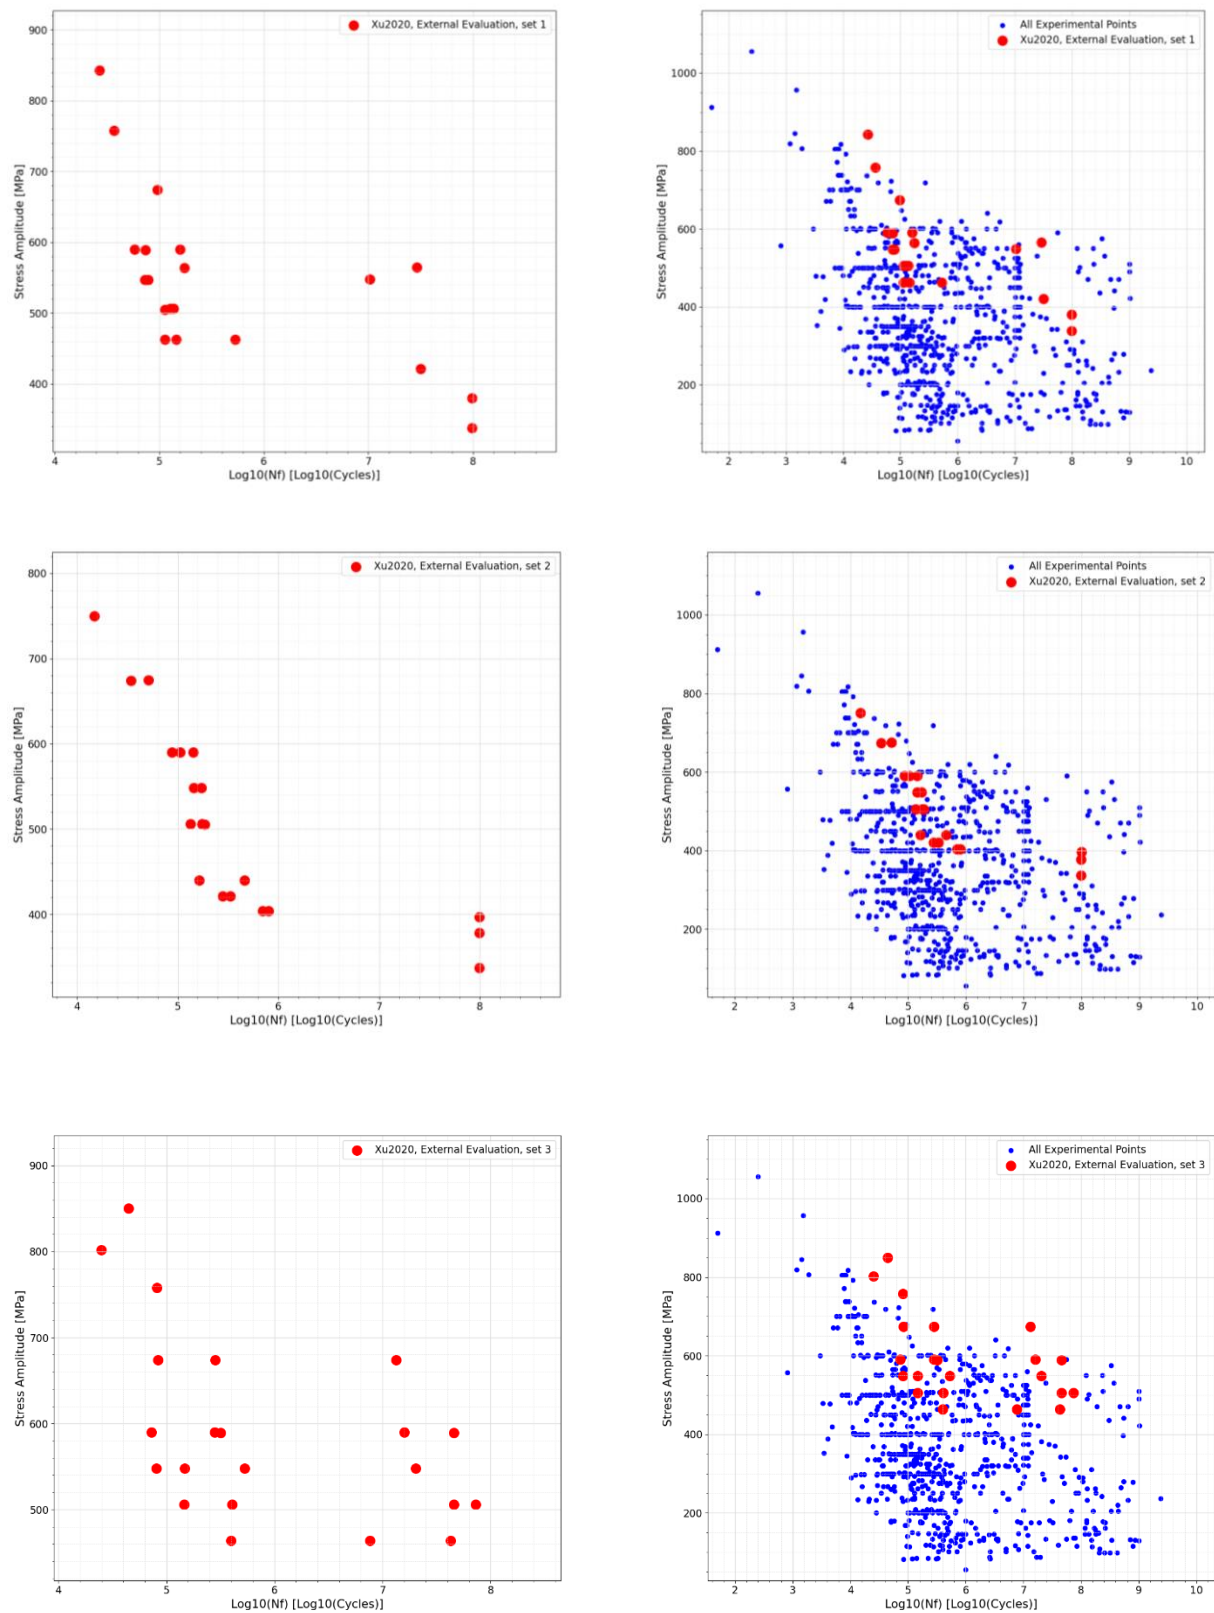 Xu2020, External Evaluation, set 1
900
800
700
600
500
400
Stress Amplitude [MPa]
4 5 6 7 8
Log10(Nf) [Log10(Cycles)]
All Experimental Points
Xu2020, External Evaluation, set 1
1000
800
600
400
200
Stress Amplitude [MPa]
2 3 4 5 6 7 8 9 10
Log10(Nf) [Log10(Cycles)]
Xu2020, External Evaluation, set 2
800
700
600
500
400
Stress Amplitude [MPa]
4 5 6 7 8
Log10(Nf) [Log10(Cycles)]
All Experimental Points
Xu2020, External Evaluation, set 2
1000
800
600
400
200
Stress Amplitude [MPa]
2 3 4 5 6 7 8 9 10
Log10(Nf) [Log10(Cycles)]
Xu2020, External Evaluation, set 3
900
800
700
600
500
Stress Amplitude [MPa]
4 5 6 7 8
Log10(Nf) [Log10(Cycles)]
All Experimental Points
Xu2020, External Evaluation, set 3
1000
800
600
400
200
Stress Amplitude [MPa]
2 3 4 5 6 7 8 9 10
Log10(Nf) [Log10(Cycles)]